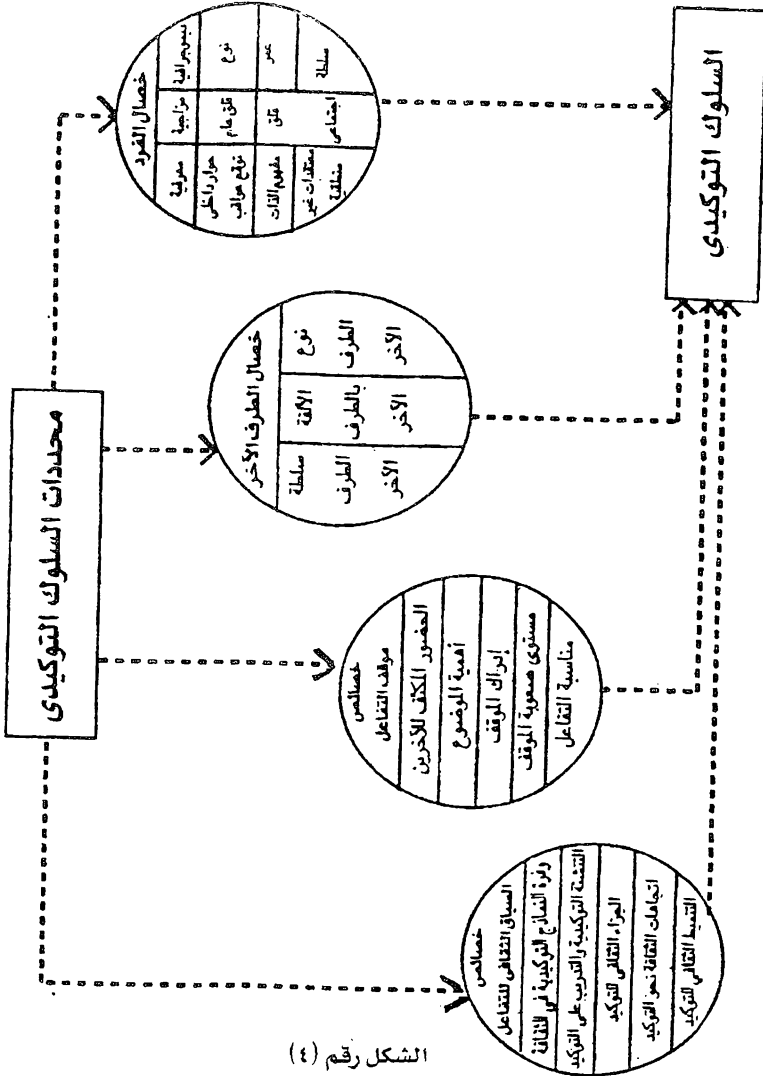 محددات السلوك التوكيدى
خصال الفرد
معرفية
مزاجية
ديموجرافية
حوار داخلى
قلق عام
نوع
توقع عواقب
مفهوم الذات
قلق
اجتماعى
عمر
معتقدات غير
منطقية
سلطة
خصال الطرف الآخر
سلطة
الطرف
الآخر
الألفة
بالطرف
الآخر
نوع
الطرف
الآخر
خصائص
موقف التفاعل
الحضور المكثف للآخرين
أهمية الموضوع
إدراك الموقف
مستوى صعوبة الموقف
مناسبة التفاعل
خصائص
السياق الثقافى للتفاعل
وفرة النماذج التوكيدية فى الثقافة
التنشئة التوكيدية والتدريب على التوكيد
الجزاء الثقافى للتوكيد
اتجاهات الثقافة نحو التوكيد
التنميط الثقافى للتوكيد
السلوك التوكيدى
الشكل رقم (٤)